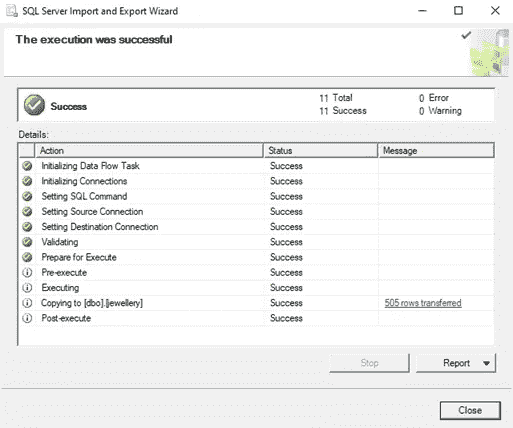 SQL Server Import and Export Wizard
The execution was successful
Success
11 Total 0 Error
11 Success 0 Warning
Details:
Action Status Message
Initializing Data Flow Task Success
Initializing Connections Success
Setting SQL Command Success
Setting Source Connection Success
Setting Destination Connection Success
Validating Success
Prepare for Execute Success
Pre-execute Success
Executing Success
Copying to [dbo].[jewellery] Success 505 rows transferred
Post-execute Success
Stop Report
Close